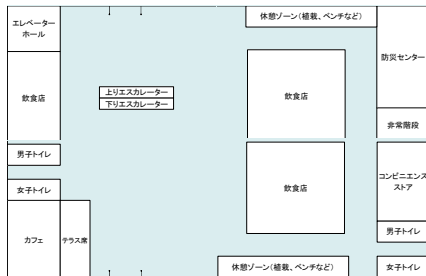 エレベーター
ホール
休憩ゾーン(植栽、ベンチなど)
防災センター
飲食店
上りエスカレーター
下りエスカレーター
飲食店
非常階段
男子トイレ
女子トイレ
飲食店
コンビニエンス
ストア
カフェ
テラス席
男子トイレ
休憩ゾーン(植栽、ベンチなど)
女子トイレ